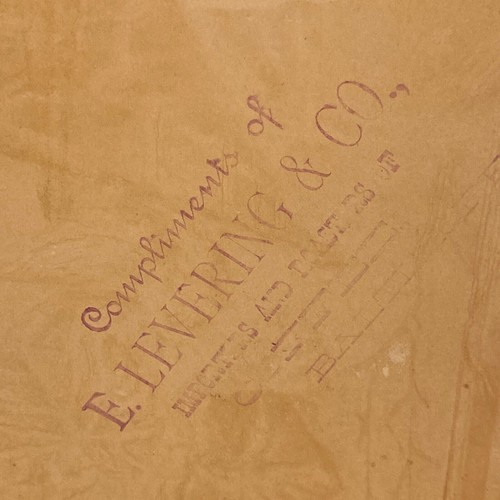 Compliments of
E. LEVERING & CO.,
IMPORTERS AND ROASTERS OF